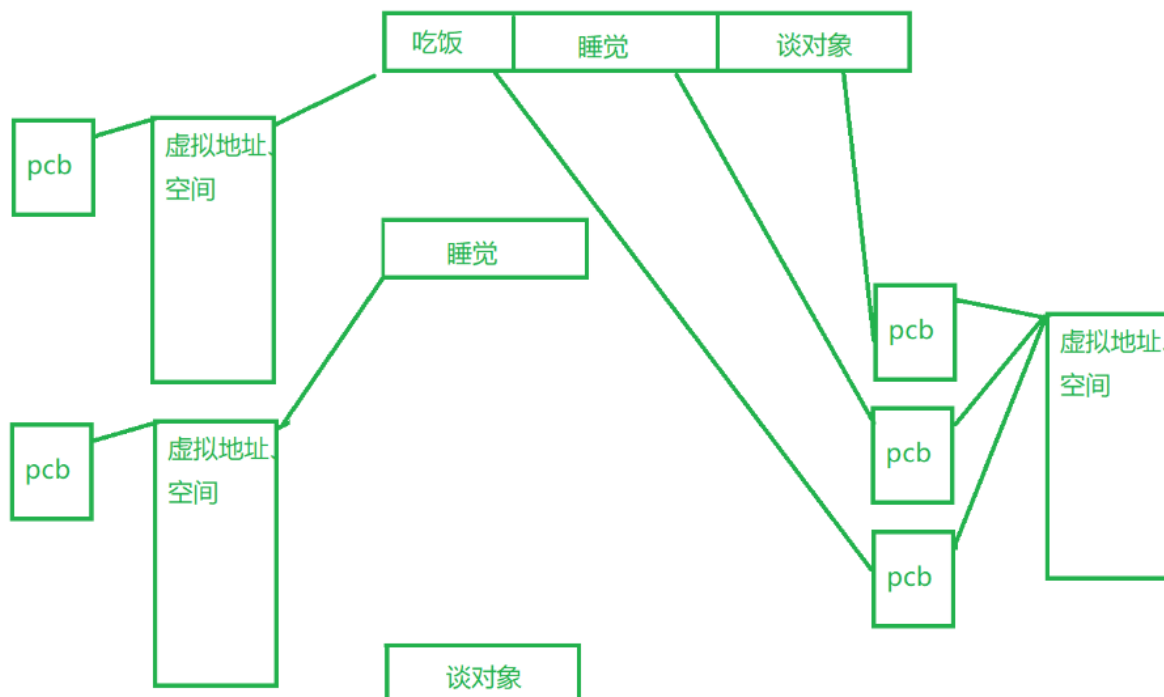 吃饭
睡觉
谈对象
pcb
虚拟地址、
空间
睡觉
pcb
虚拟地址、
空间
pcb
虚拟地址、
空间
pcb
pcb
谈对象